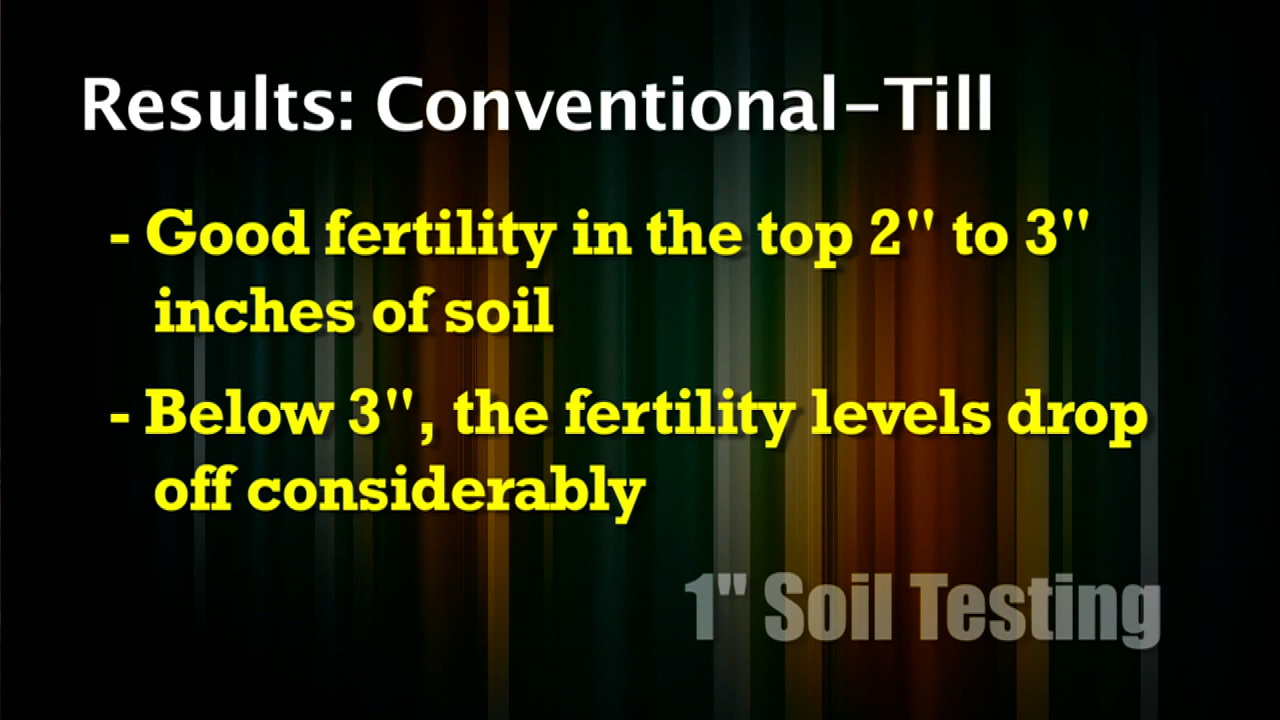 Results: Conventional-Till
- Good fertility in the top 2" to 3"
inches of soil
- Below 3", the fertility levels drop
off considerably
1" Soil Testing